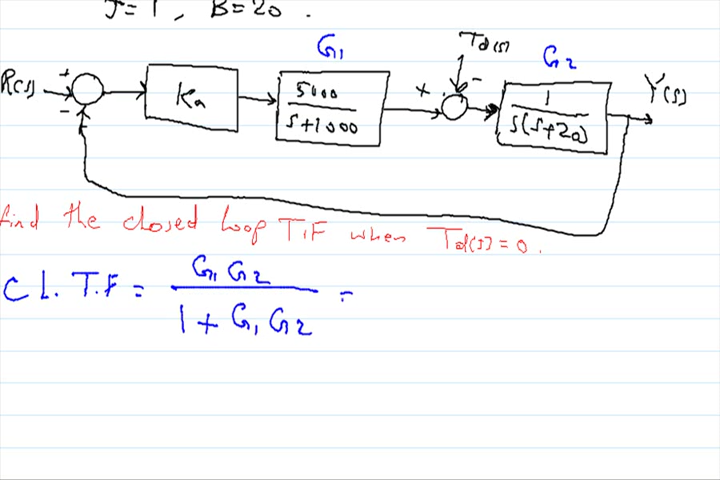 J=1, B=20.
Td(s)
G1
G2
R(s)
+
-
Ka
5000
s+1000
+
-
1
s(s+20)
Y(s)
find the closed loop T.F when Td(s)=0.
C L. T.F = G1 G2 / 1 + G1 G2 =